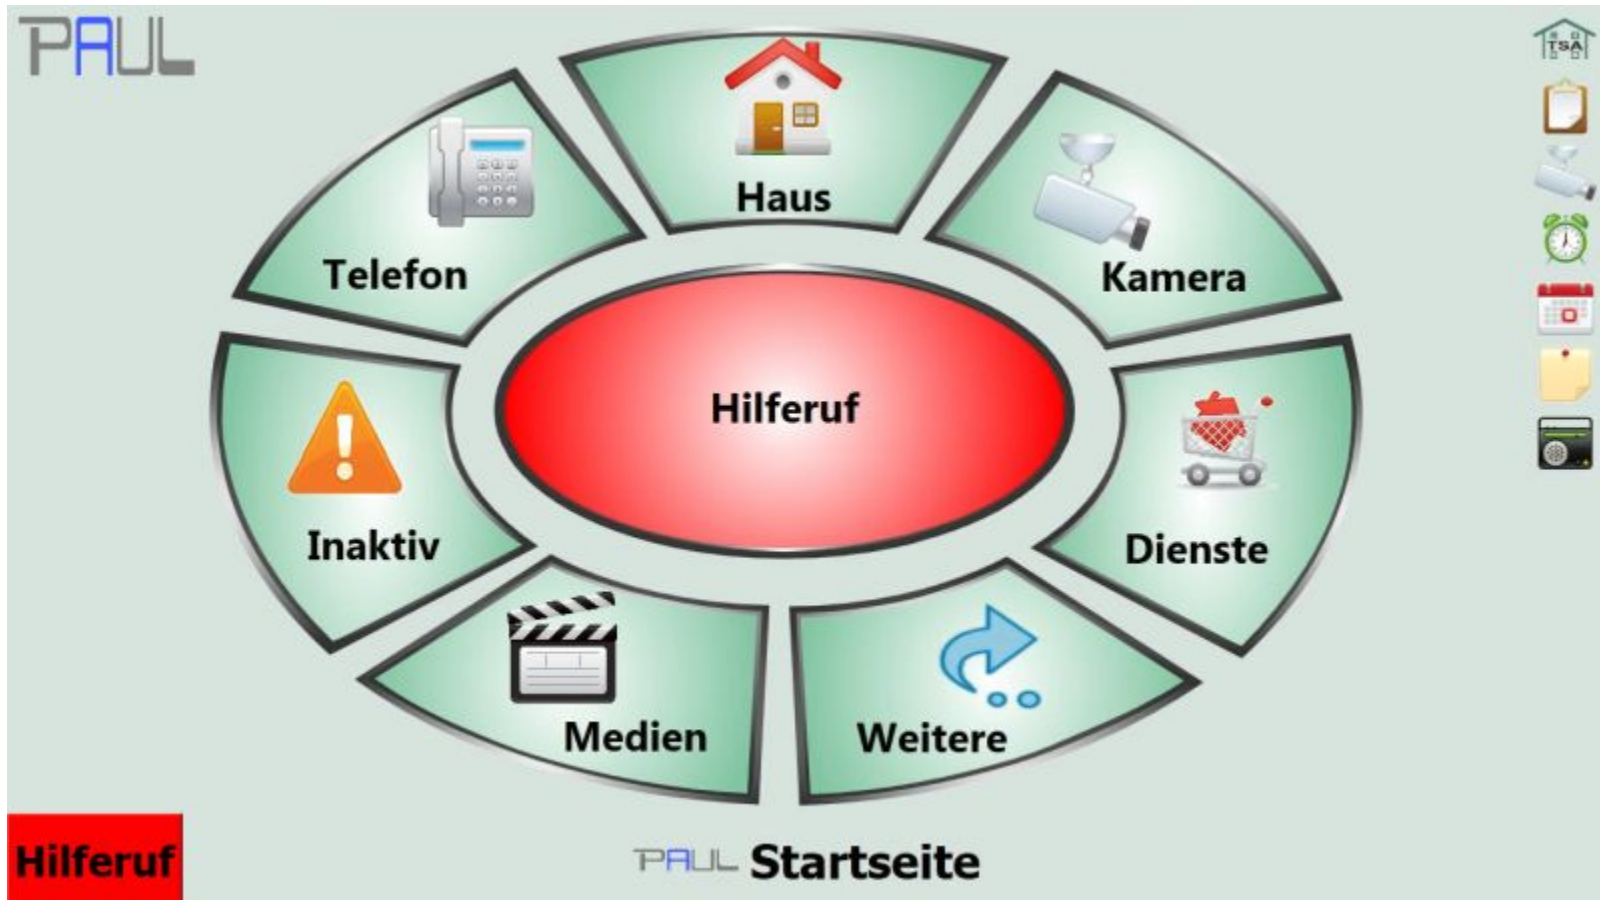 PAUL
TSA
Haus
Telefon
Kamera
Hilferuf
Inaktiv
Dienste
Medien
Weitere
Hilferuf
PAUL Startseite